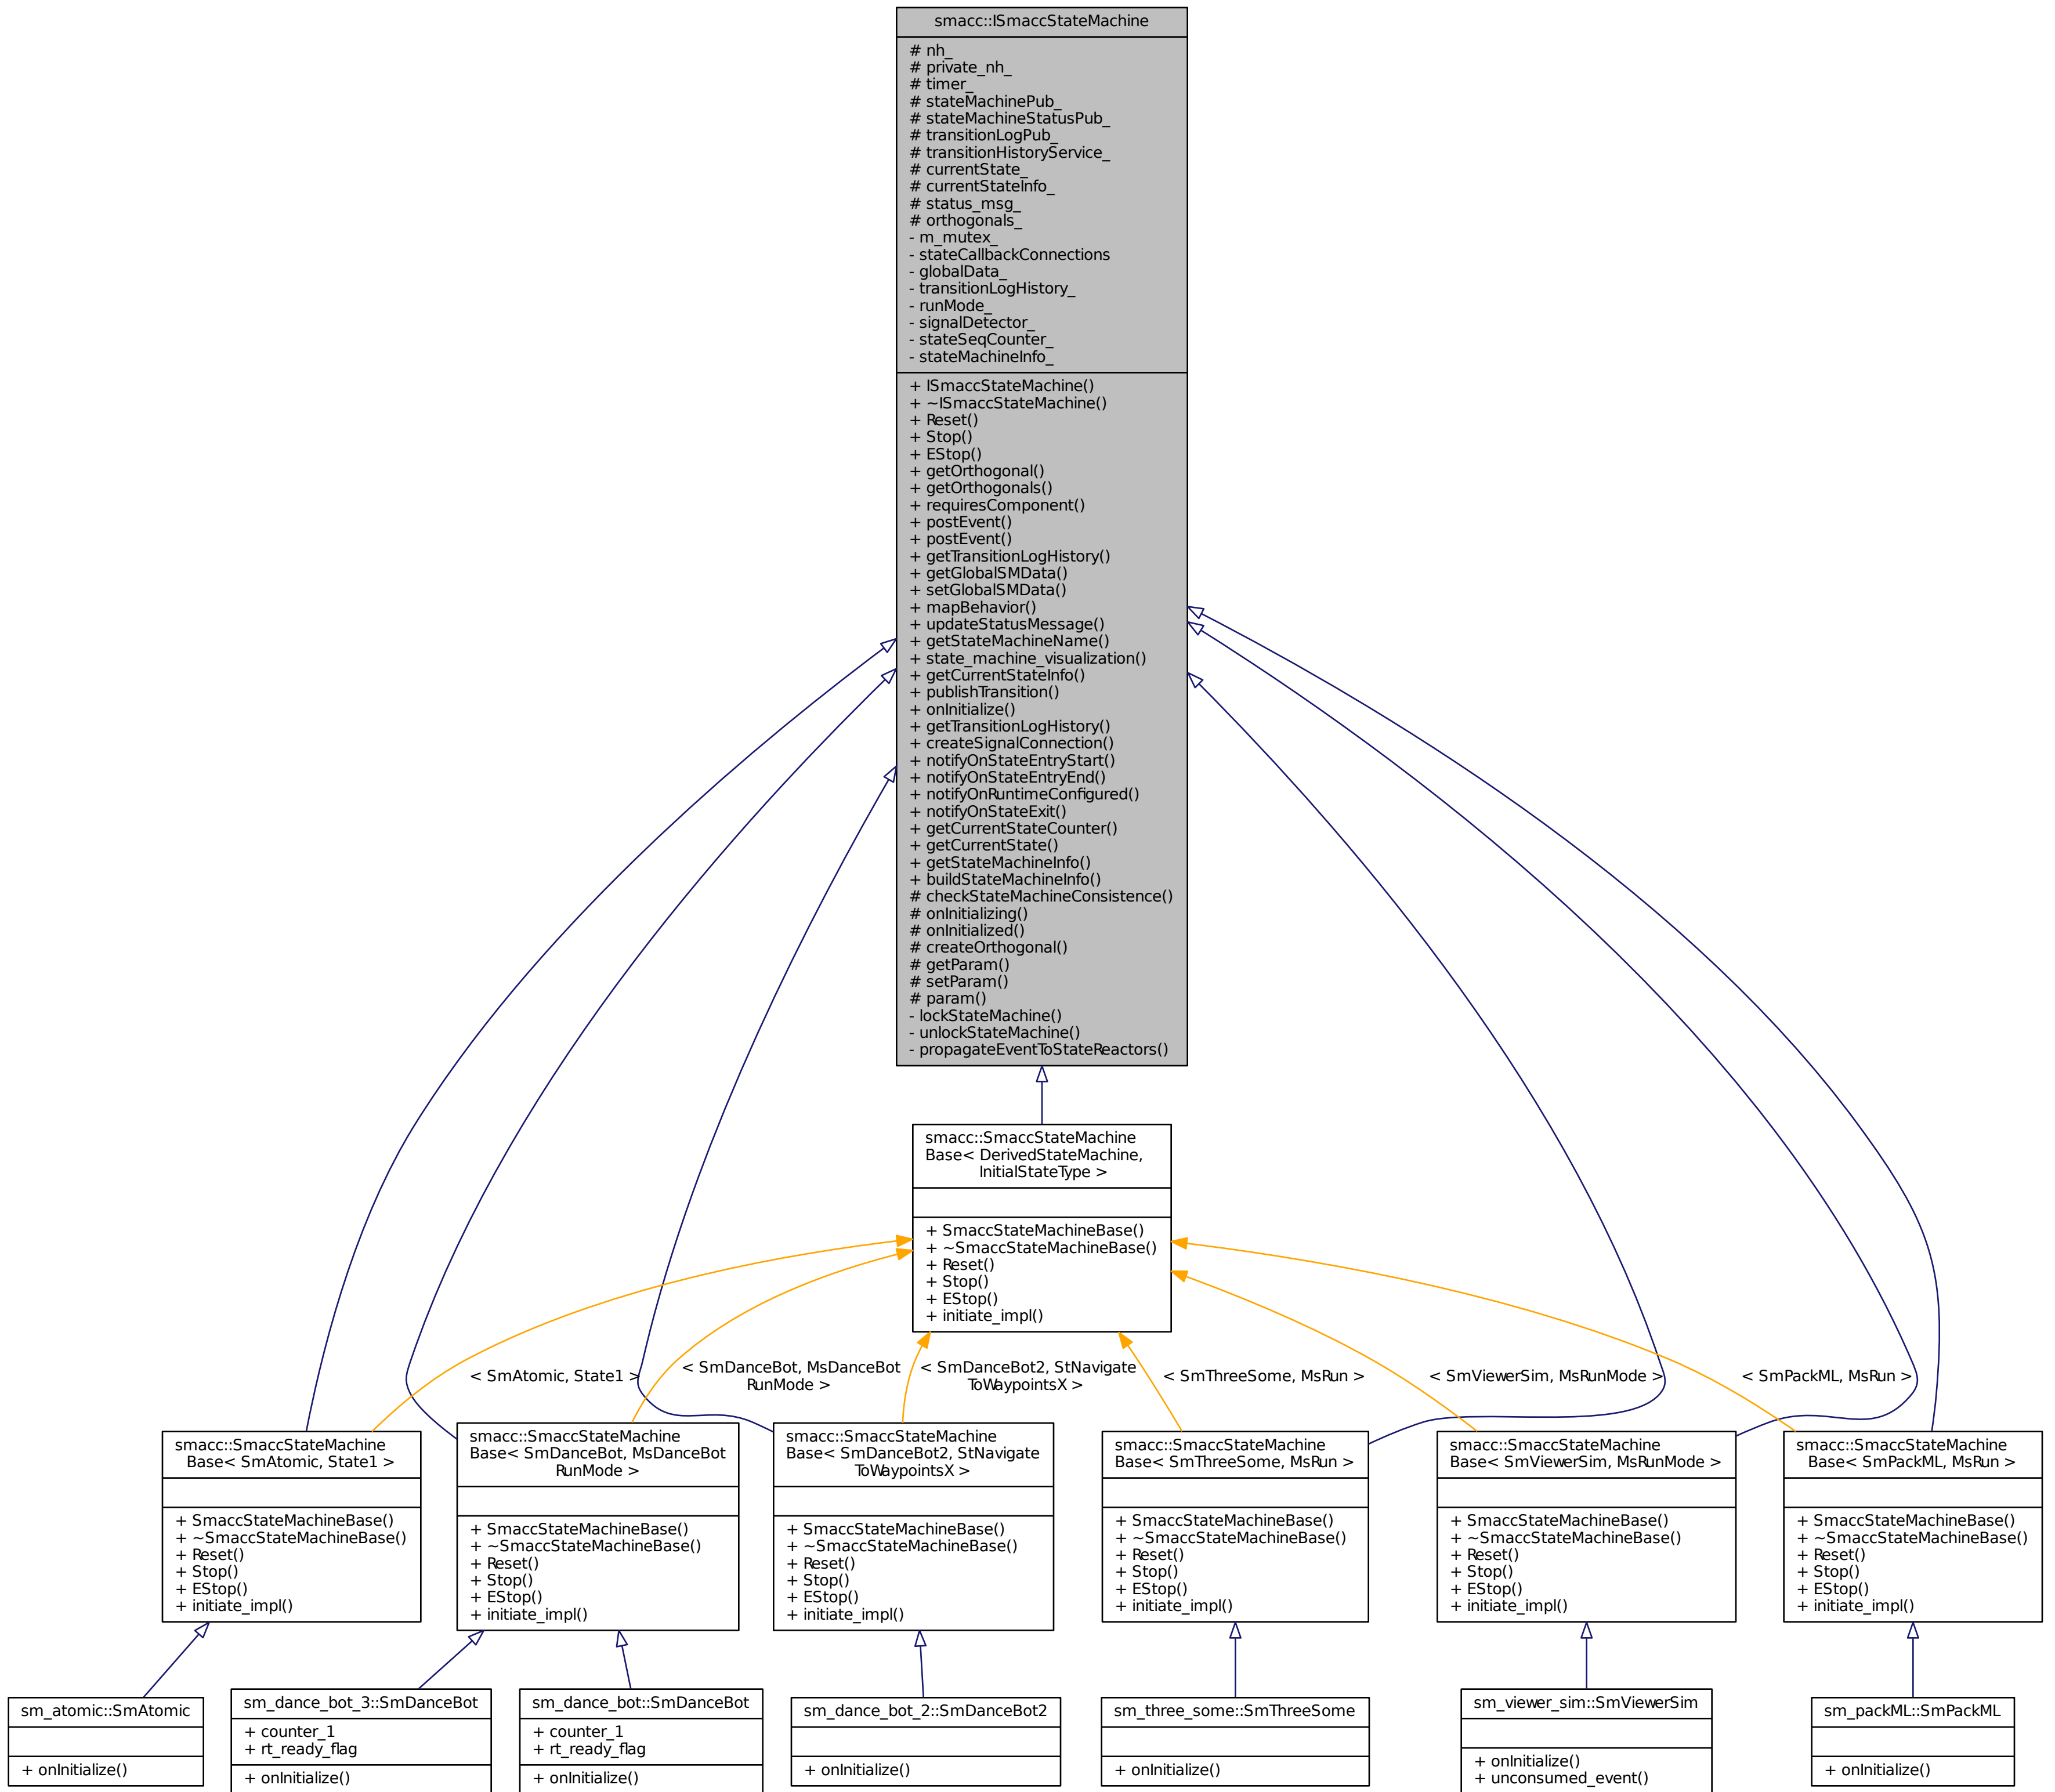 smacc::ISmaccStateMachine
# nh_
# private_nh_
# timer_
# stateMachinePub_
# stateMachineStatusPub_
# transitionLogPub_
# transitionHistoryService_
# currentState_
# currentStateInfo_
# status_msg_
# orthogonals_
- m_mutex_
- stateCallbackConnections
- globalData_
- transitionLogHistory_
- runMode_
- signalDetector_
- stateSeqCounter_
- stateMachineInfo_
+ ISmaccStateMachine()
+ ~ISmaccStateMachine()
+ Reset()
+ Stop()
+ EStop()
+ getOrthogonal()
+ getOrthogonals()
+ requiresComponent()
+ postEvent()
+ postEvent()
+ getTransitionLogHistory()
+ getGlobalSMData()
+ setGlobalSMData()
+ mapBehavior()
+ updateStatusMessage()
+ getStateMachineName()
+ state_machine_visualization()
+ getCurrentStateInfo()
+ publishTransition()
+ onInitialize()
+ getTransitionLogHistory()
+ createSignalConnection()
+ notifyOnStateEntryStart()
+ notifyOnStateEntryEnd()
+ notifyOnRuntimeConfigured()
+ notifyOnStateExit()
+ getCurrentStateCounter()
+ getCurrentState()
+ getStateMachineInfo()
+ buildStateMachineInfo()
# checkStateMachineConsistence()
# onInitializing()
# onInitialized()
# createOrthogonal()
# getParam()
# setParam()
# param()
- lockStateMachine()
- unlockStateMachine()
- propagateEventToStateReactors()
smacc::SmaccStateMachine
Base< DerivedStateMachine,
InitialStateType >
+ SmaccStateMachineBase()
+ ~SmaccStateMachineBase()
+ Reset()
+ Stop()
+ EStop()
+ initiate_impl()
< SmAtomic, State1 >
< SmDanceBot, MsDanceBot
RunMode >
< SmDanceBot2, StNavigate
ToWaypointsX >
< SmThreeSome, MsRun >
< SmViewerSim, MsRunMode >
< SmPackML, MsRun >
smacc::SmaccStateMachine
Base< SmAtomic, State1 >
+ SmaccStateMachineBase()
+ ~SmaccStateMachineBase()
+ Reset()
+ Stop()
+ EStop()
+ initiate_impl()
smacc::SmaccStateMachine
Base< SmDanceBot, MsDanceBot
RunMode >
+ SmaccStateMachineBase()
+ ~SmaccStateMachineBase()
+ Reset()
+ Stop()
+ EStop()
+ initiate_impl()
smacc::SmaccStateMachine
Base< SmDanceBot2, StNavigate
ToWaypointsX >
+ SmaccStateMachineBase()
+ ~SmaccStateMachineBase()
+ Reset()
+ Stop()
+ EStop()
+ initiate_impl()
smacc::SmaccStateMachine
Base< SmThreeSome, MsRun >
+ SmaccStateMachineBase()
+ ~SmaccStateMachineBase()
+ Reset()
+ Stop()
+ EStop()
+ initiate_impl()
smacc::SmaccStateMachine
Base< SmViewerSim, MsRunMode >
+ SmaccStateMachineBase()
+ ~SmaccStateMachineBase()
+ Reset()
+ Stop()
+ EStop()
+ initiate_impl()
smacc::SmaccStateMachine
Base< SmPackML, MsRun >
+ SmaccStateMachineBase()
+ ~SmaccStateMachineBase()
+ Reset()
+ Stop()
+ EStop()
+ initiate_impl()
sm_atomic::SmAtomic
+ onInitialize()
sm_dance_bot_3::SmDanceBot
+ counter_1
+ rt_ready_flag
+ onInitialize()
sm_dance_bot::SmDanceBot
+ counter_1
+ rt_ready_flag
+ onInitialize()
sm_dance_bot_2::SmDanceBot2
+ onInitialize()
sm_three_some::SmThreeSome
+ onInitialize()
sm_viewer_sim::SmViewerSim
+ onInitialize()
+ unconsumed_event()
sm_packML::SmPackML
+ onInitialize()